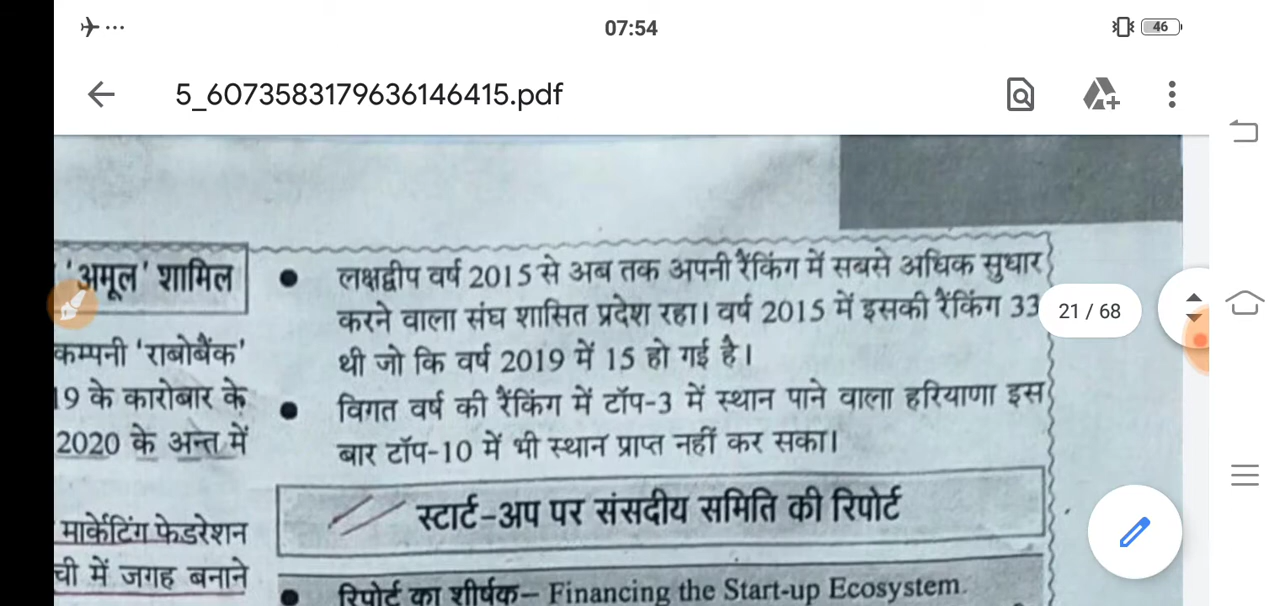 07:54
46
5_6073583179636146415.pdf
'अमूल' शामिल
कम्पनी 'राबोबैंक'
19 के कारोबार के
2020 के अन्त में
मार्केटिंग फेडरेशन
ची में जगह बनाने
● लक्षद्वीप वर्ष 2015 से अब तक अपनी रैंकिंग में सबसे अधिक सुधार
करने वाला संघ शासित प्रदेश रहा। वर्ष 2015 में इसकी रैंकिंग 33
थी जो कि वर्ष 2019 में 15 हो गई है।
● विगत वर्ष की रैंकिंग में टॉप-3 में स्थान पाने वाला हरियाणा इस
बार टॉप-10 में भी स्थान प्राप्त नहीं कर सका।
स्टार्ट-अप पर संसदीय समिति की रिपोर्ट
● रिपोर्ट का शीर्षक– Financing the Start-up Ecosystem.
21 / 68